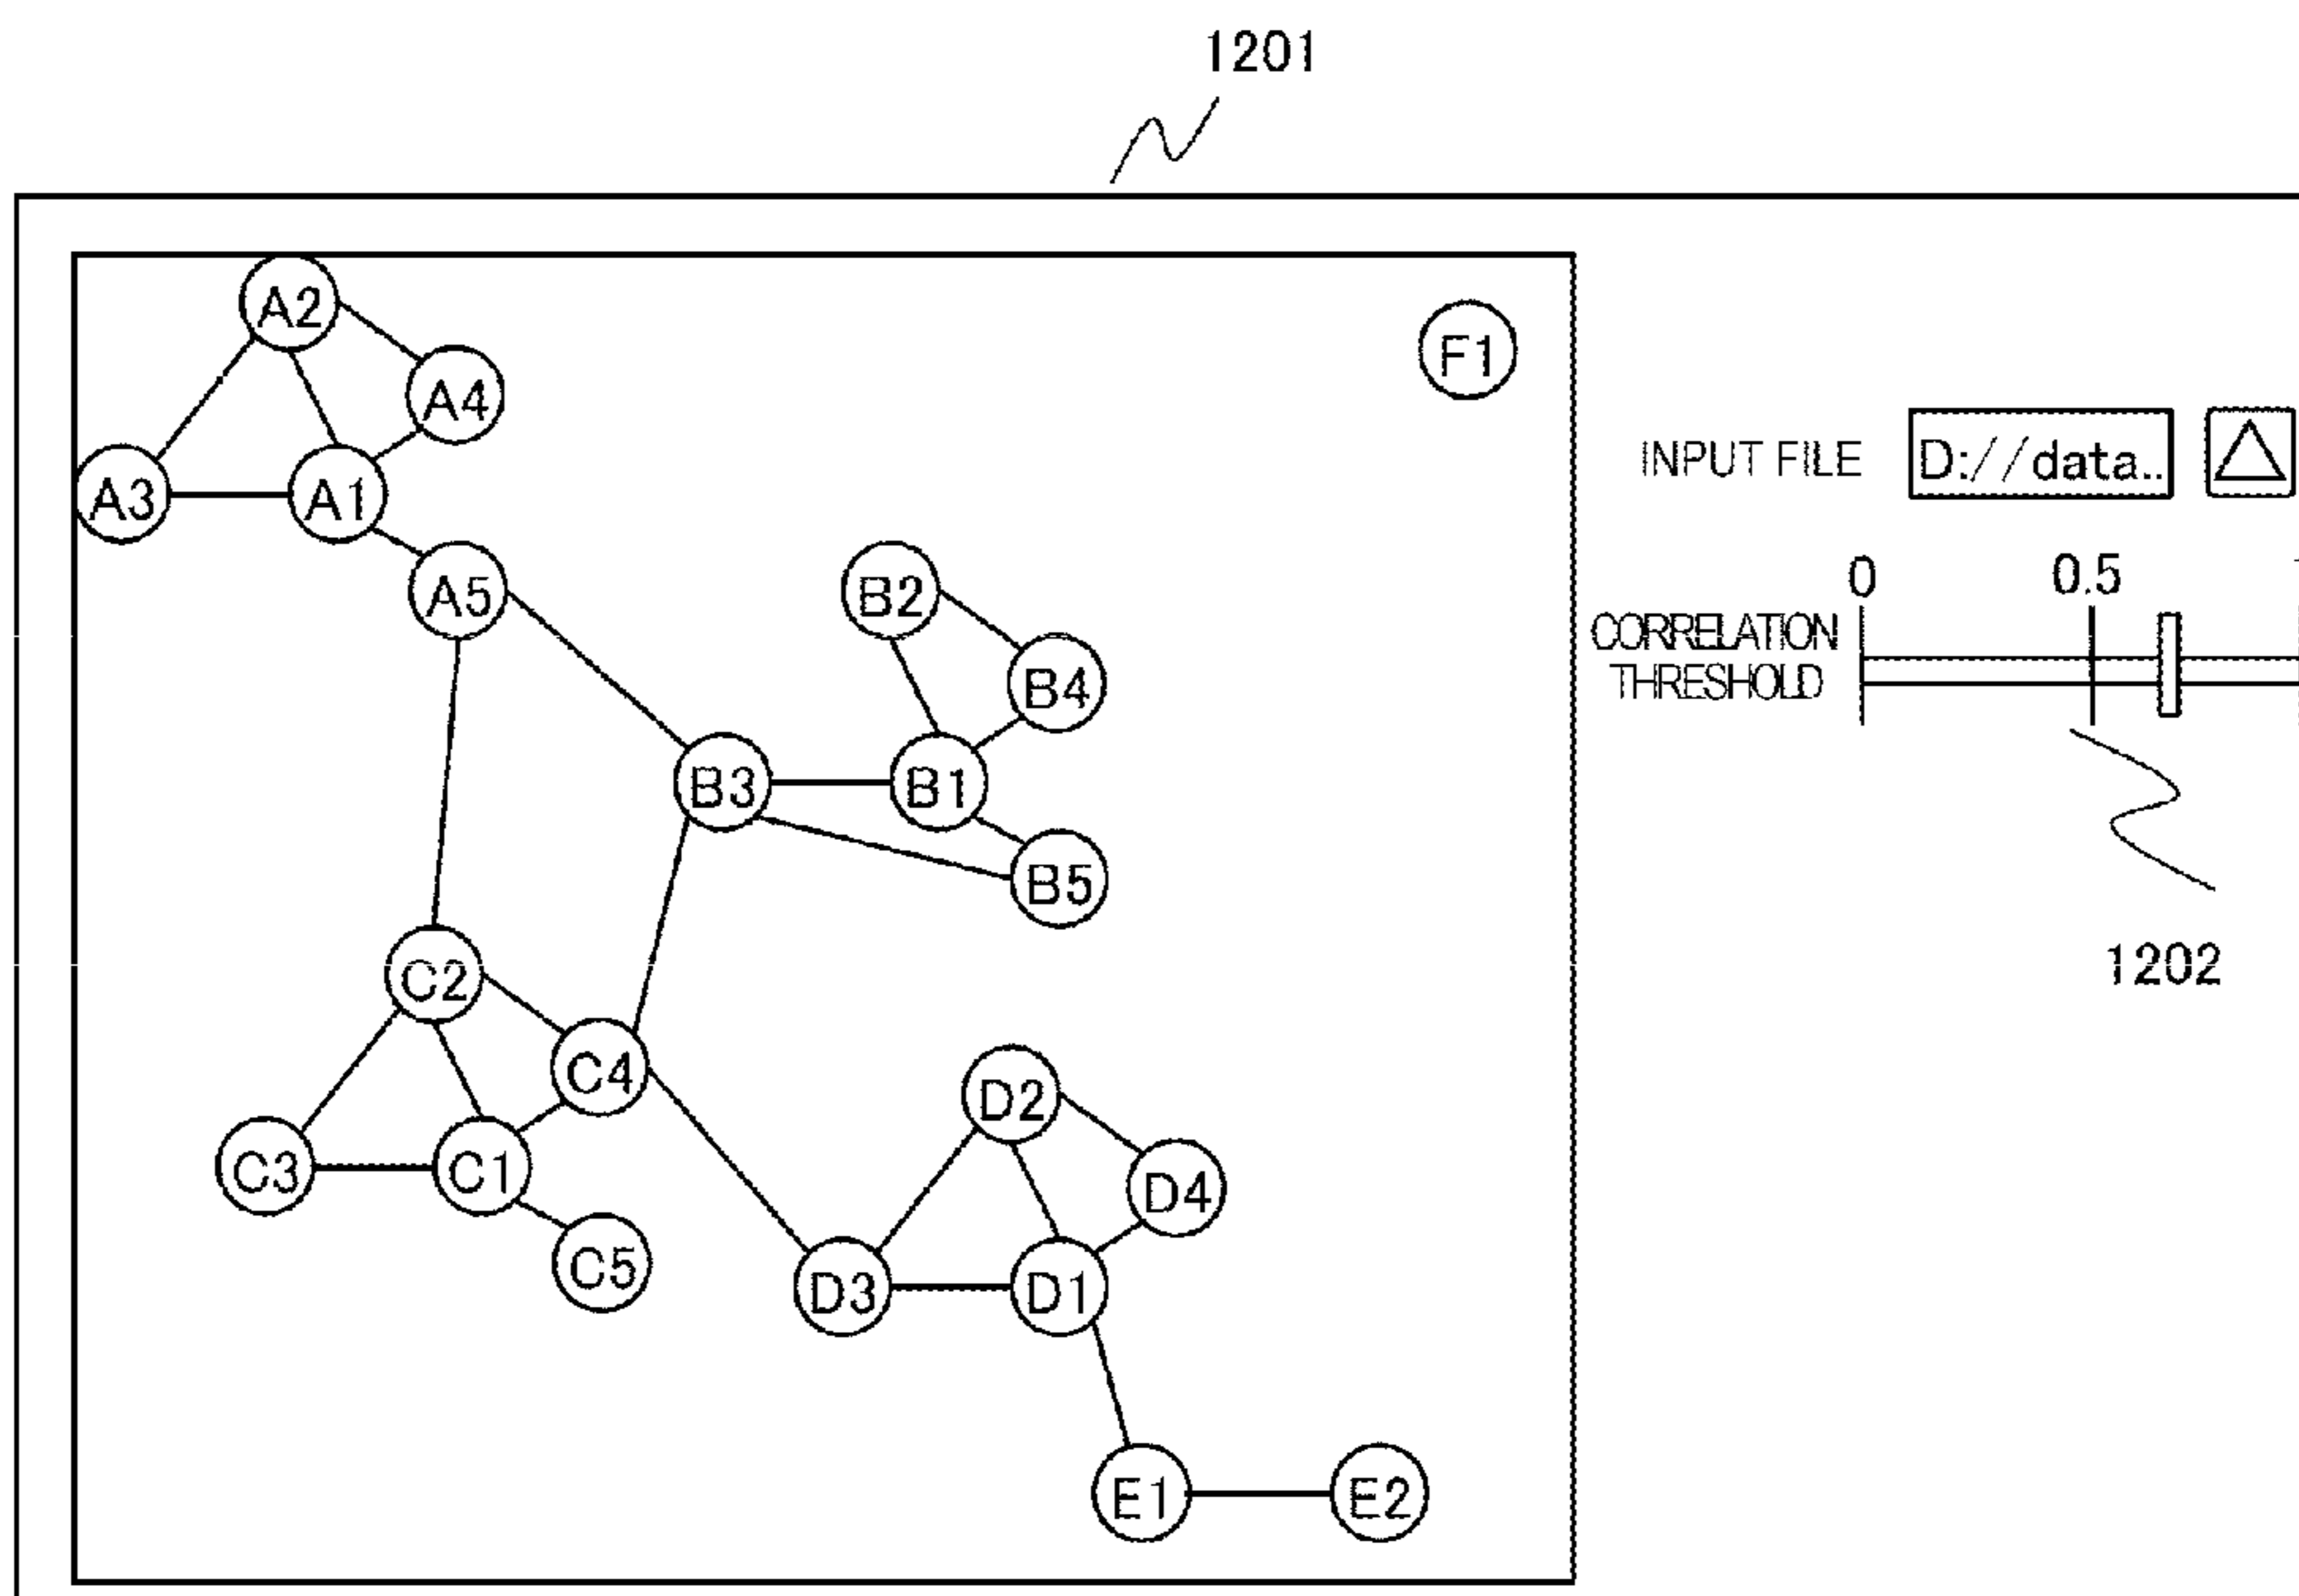 1201
A2
F1
A4
INPUT FILE D://data..
A3 A1
0 0.5
A5 B2
CORRELATION
THRESHOLD
B4
B3 B1
B5
C2
1202
C4
D2
C3 C1
D4
C5
D3 D1
E1 E2